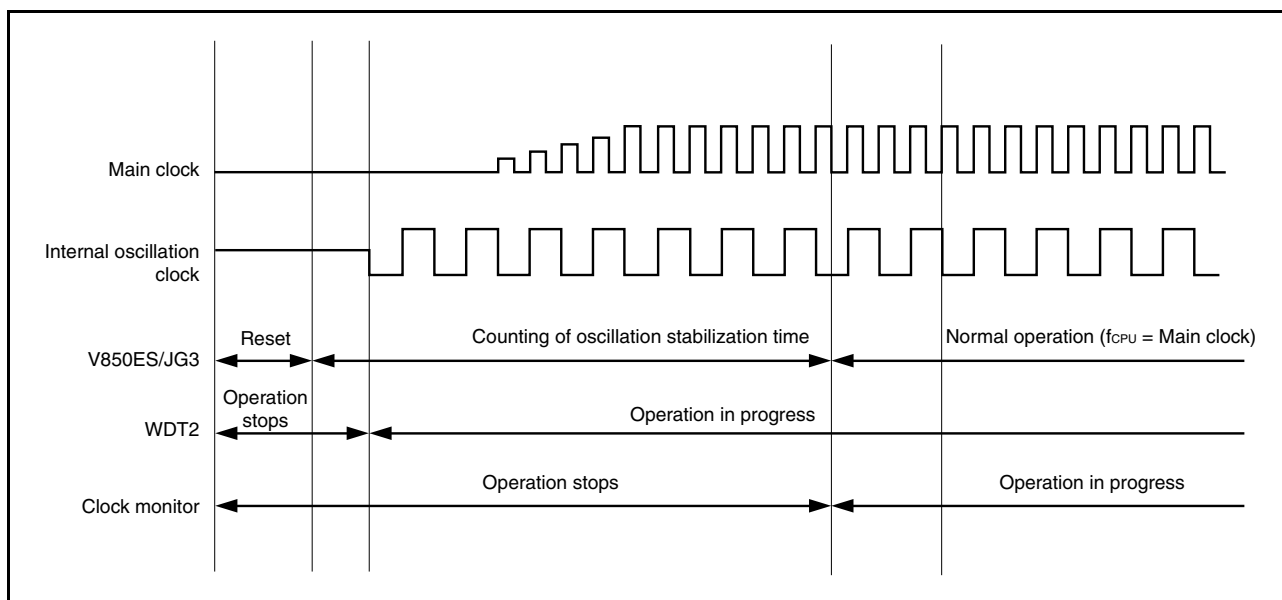 Main clock
Internal oscillation
clock
Reset
Counting of oscillation stabilization time
Normal operation (fCPU = Main clock)
V850ES/JG3
Operation
stops
Operation in progress
WDT2
Operation stops
Operation in progress
Clock monitor